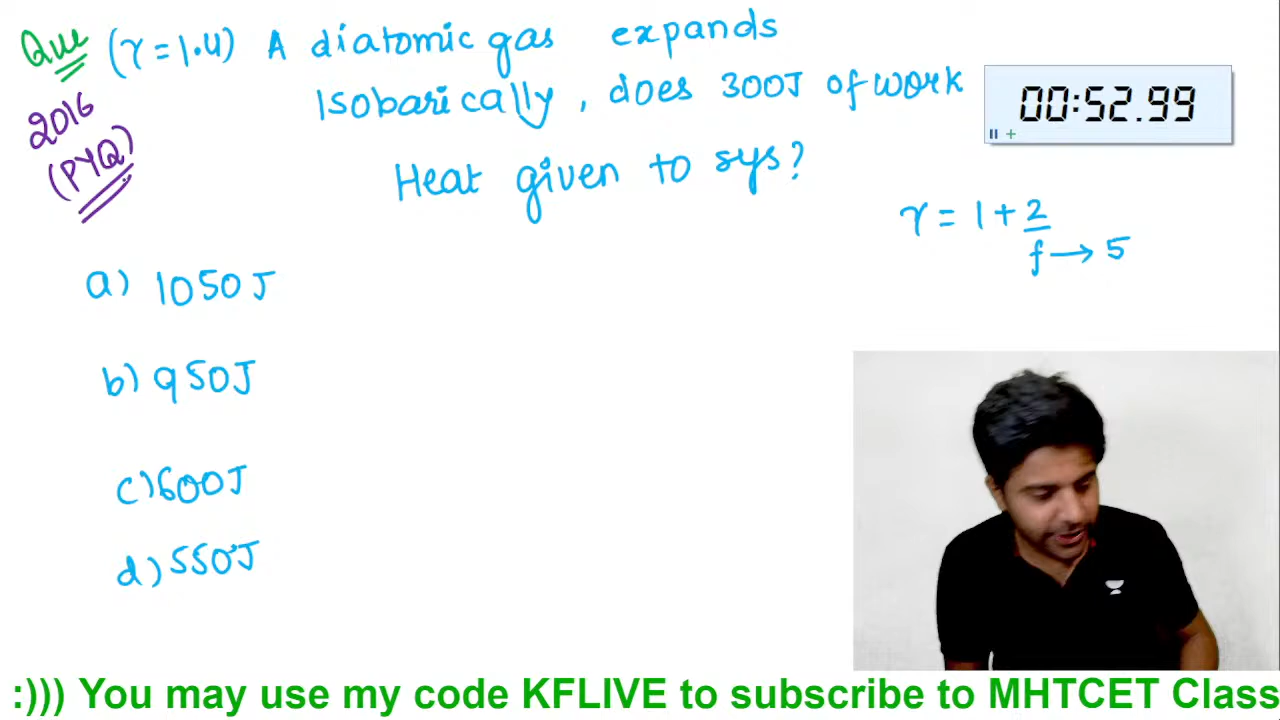 Que (γ = 1.4) A diatomic gas expands
2016 Isobarically, does 300J of work
(PYQ) Heat given to sys?
00:52.99
γ = 1 + 2
f → 5
a) 1050J
b) 950J
c) 600J
d) 550J
:))) You may use my code KFLIVE to subscribe to MHTCET Class